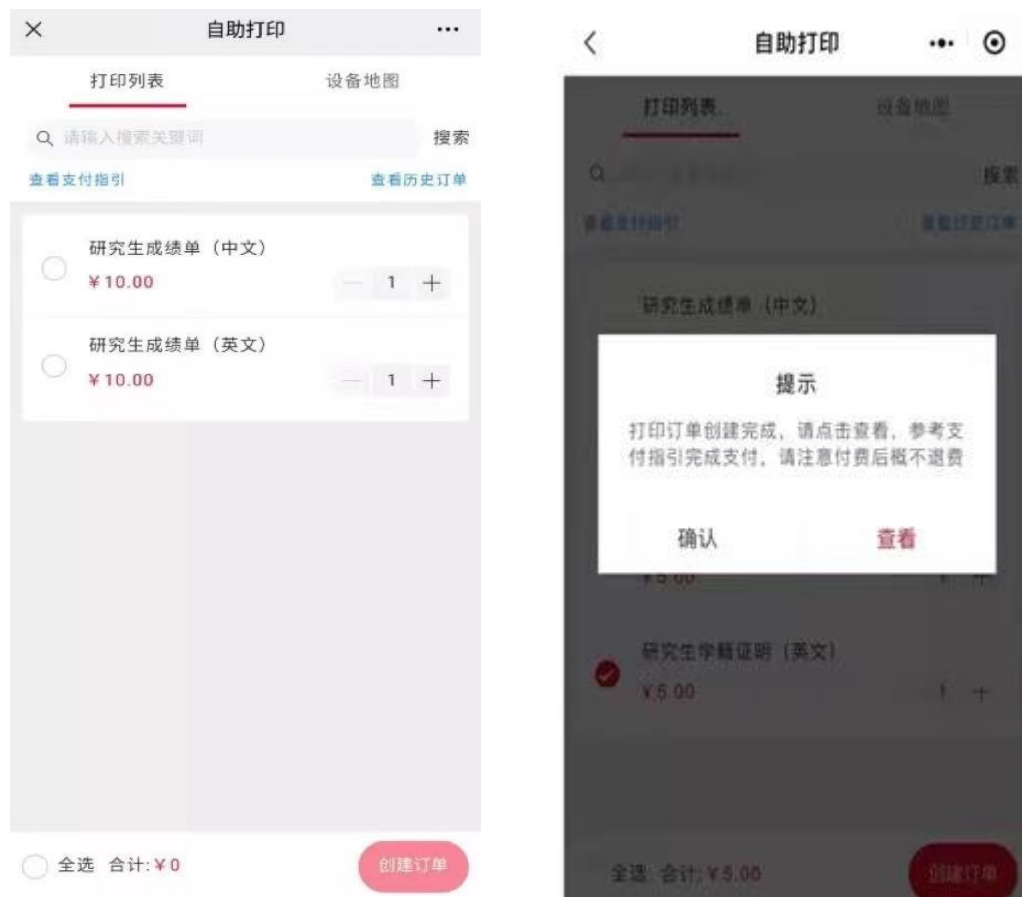 自助打印
打印列表
设备地图
请输入搜索关键词
搜索
查看支付指引
查看历史订单
研究生成绩单（中文）
¥10.00
1
研究生成绩单（英文）
¥10.00
1
全选 合计:¥0
创建订单
自助打印
打印列表
设备地图
搜索
查看支付指引
查看历史订单
研究生成绩单（中文）
提示
打印订单创建完成，请点击查看，参考支
付指引完成支付，请注意付费后概不退费
确认
查看
¥5.00
1
研究生学籍证明（英文）
¥5.00
1
全选 合计:¥5.00
创建订单